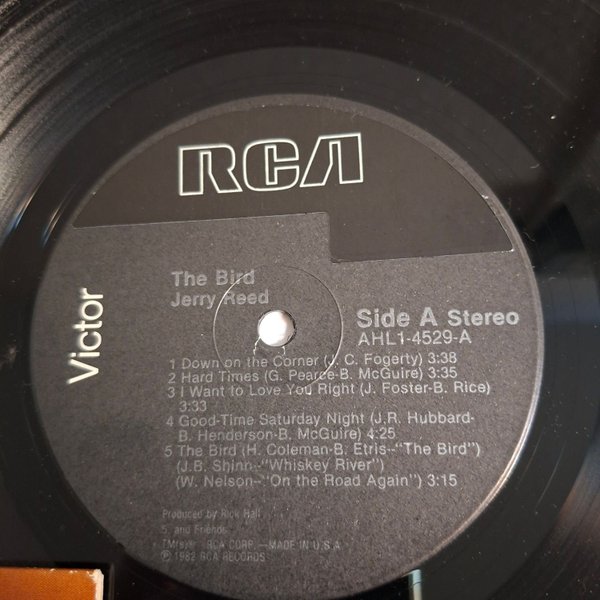 RCA
Victor
The Bird
Jerry Reed
Side A Stereo
AHL1-4529-A
1 Down on the Corner (J. C. Fogerty) 3:38
2 Hard Times (G. Pearce-B. McGuire) 3:35
3 I Want to Love You Right (J. Foster-B. Rice)
3:33
4 Good-Time Saturday Night (J.R. Hubbard-
B. Henderson-B. McGuire) 4:25
5 The Bird (H. Coleman-B. Etris--"The Bird")
(J.B. Shinn--"Whiskey River")
(W. Nelson--"On the Road Again") 3:15
Produced by Rick Hall
5. and Friends
TM(s)® RCA CORP.—MADE IN U.S.A.
℗ 1982 RCA RECORDS